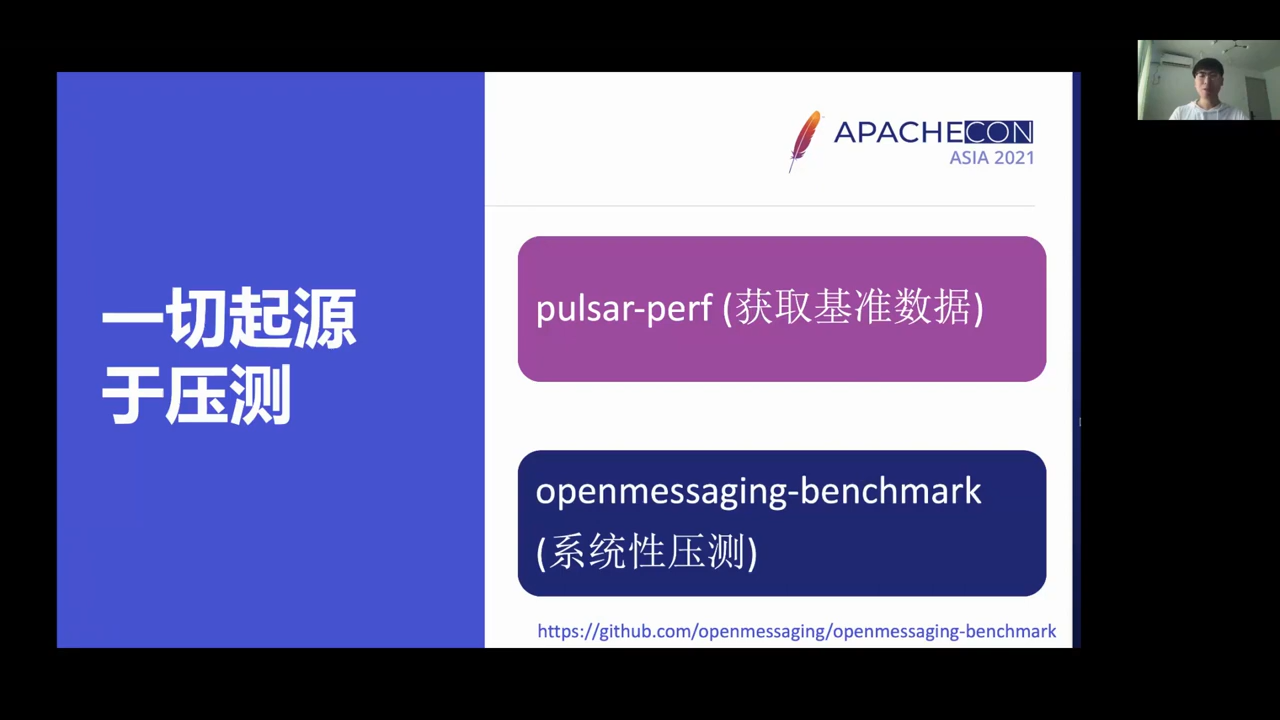 APACHECON
ASIA 2021
一切起源
于压测
pulsar-perf (获取基准数据)
openmessaging-benchmark
(系统性压测)
https://github.com/openmessaging/openmessaging-benchmark